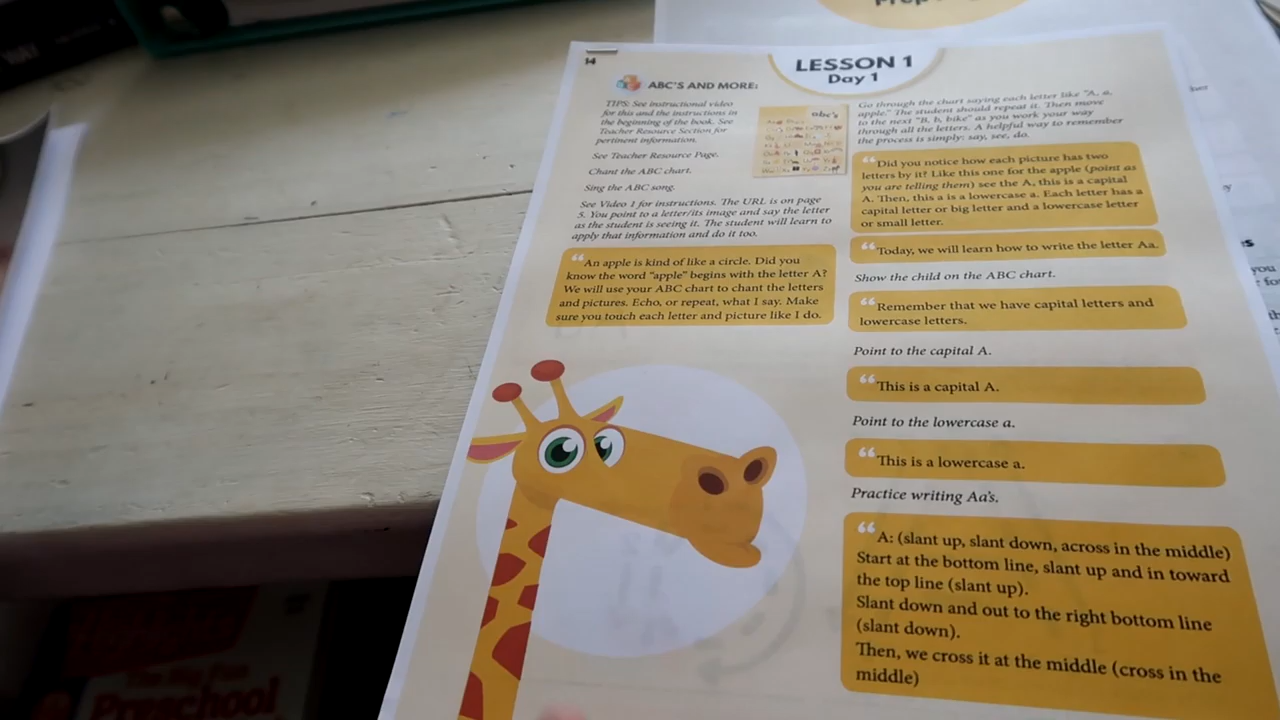 14
LESSON 1
Day 1
ABC'S AND MORE:
TIPS: See instructional video
for this and the instructions in
the beginning of the book. See
Teacher Resource Section for
pertinent information.
See Teacher Resource Page.
Chant the ABC chart.
Sing the ABC song.
See Video 1 for instructions. The URL is on page
5. You point to a letter/its image and say the letter
as the student is seeing it. The student will learn to
apply that information and do it too.
“An apple is kind of like a circle. Did you
know the word “apple” begins with the letter A?
We will use your ABC chart to chant the letters
and pictures. Echo, or repeat, what I say. Make
sure you touch each letter and picture like I do.
abc's
Go through the chart saying each letter like “A, a,
apple.” The student should repeat it. Then move
to the next “B, b, bike” as you work your way
through all the letters. A helpful way to remember
the process is simply: say, see, do.
“Did you notice how each picture has two
letters by it? Like this one for the apple (point as
you are telling them) see the A, this is a capital
A. Then, this a is a lowercase a. Each letter has a
capital letter or big letter and a lowercase letter
or small letter.
“Today, we will learn how to write the letter Aa.
Show the child on the ABC chart.
“Remember that we have capital letters and
lowercase letters.
Point to the capital A.
“This is a capital A.
Point to the lowercase a.
“This is a lowercase a.
Practice writing Aa's.
“A: (slant up, slant down, across in the middle)
Start at the bottom line, slant up and in toward
the top line (slant up).
Slant down and out to the right bottom line
(slant down).
Then, we cross it at the middle (cross in the
middle)
Preschool